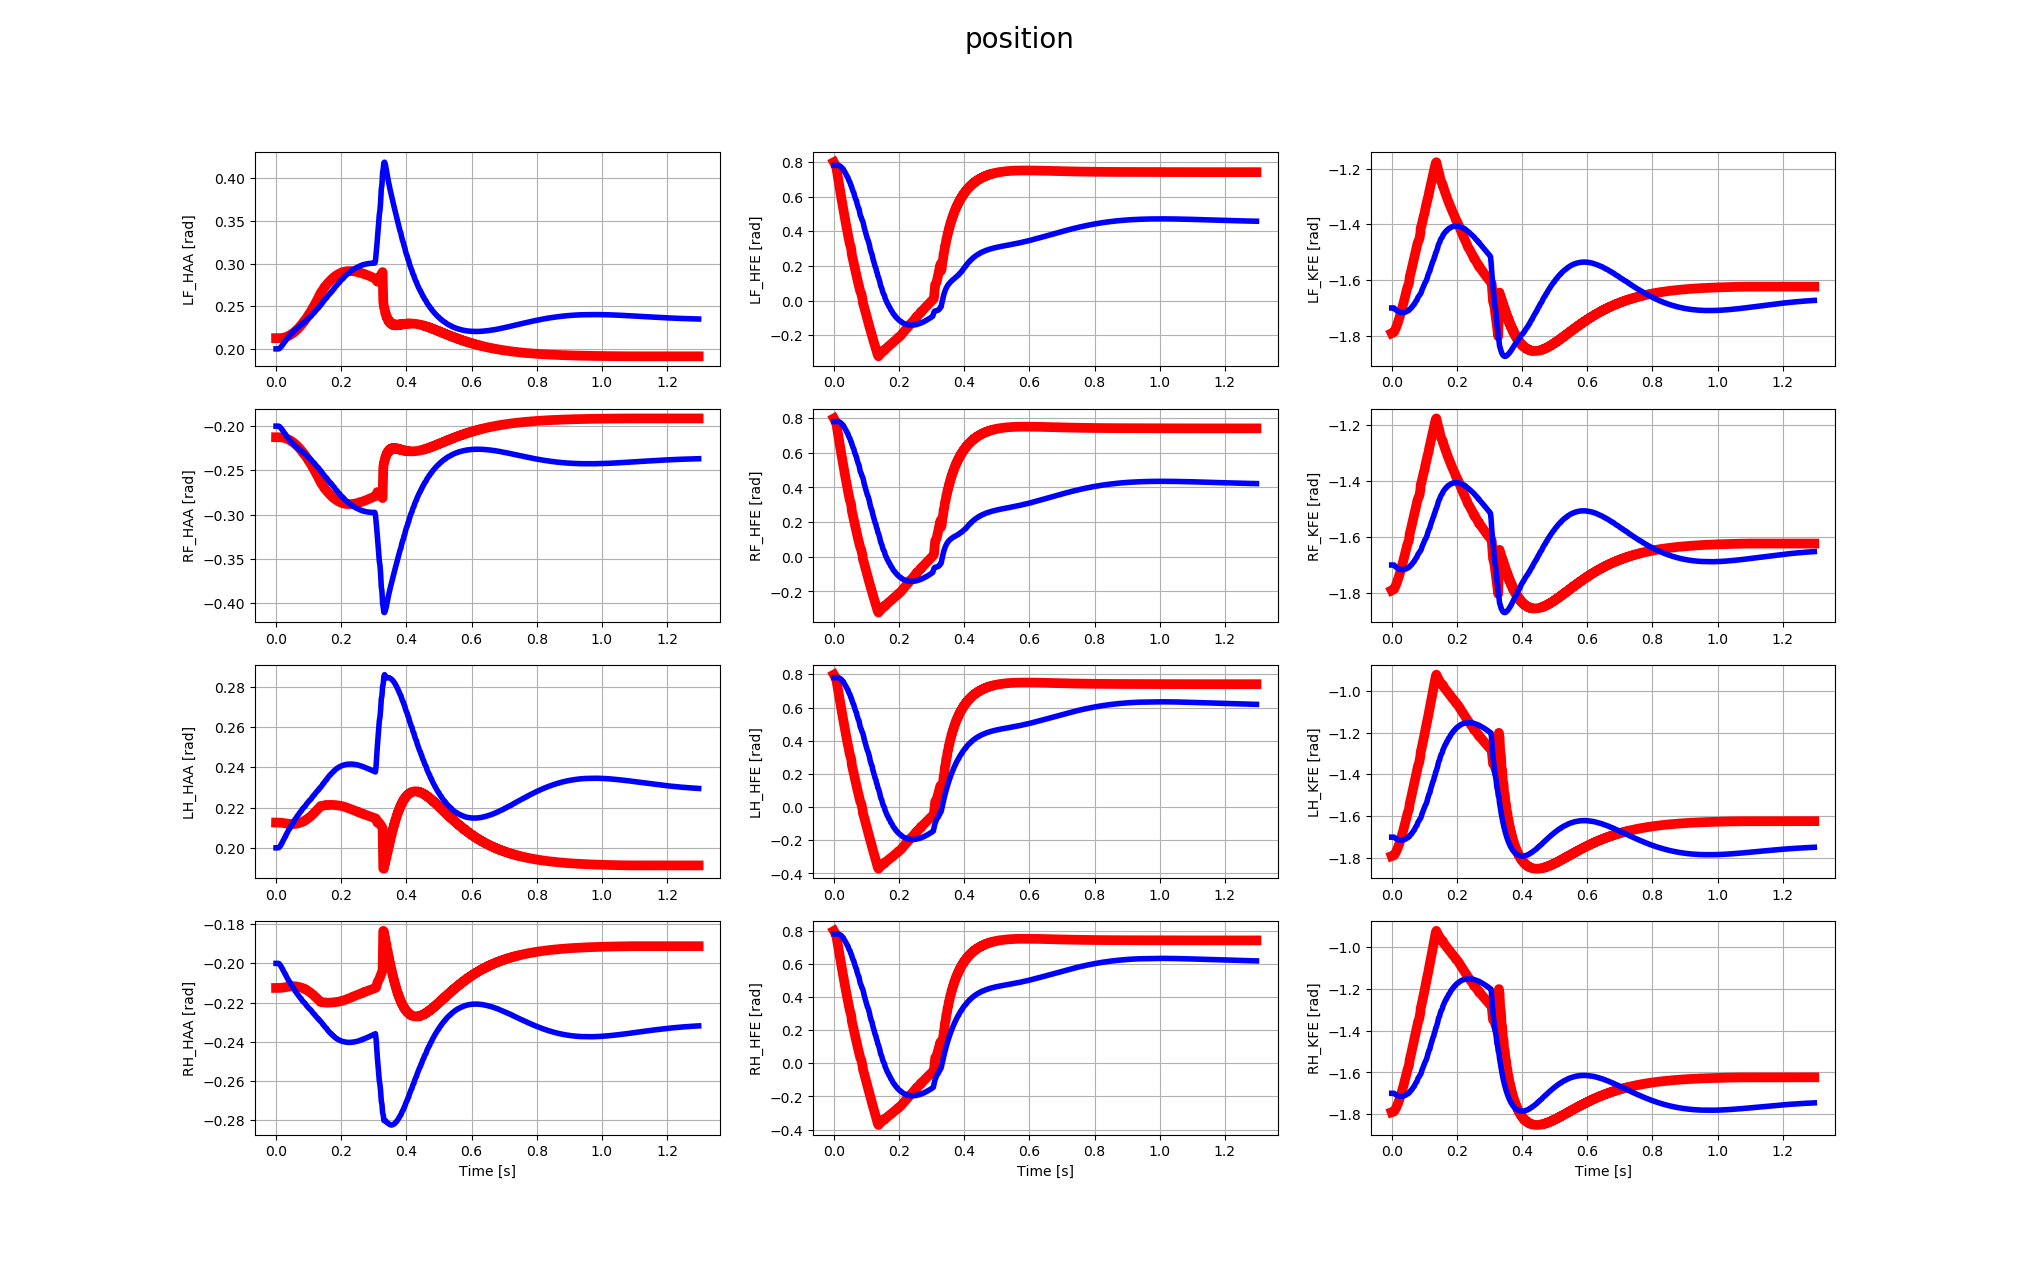 position
LF_HAA [rad]
0.40
0.35
0.30
0.25
0.20
0.0 0.2 0.4 0.6 0.8 1.0 1.2
LF_HFE [rad]
0.8
0.6
0.4
0.2
0.0
−0.2
0.0 0.2 0.4 0.6 0.8 1.0 1.2
LF_KFE [rad]
−1.2
−1.4
−1.6
−1.8
0.0 0.2 0.4 0.6 0.8 1.0 1.2
RF_HAA [rad]
−0.20
−0.25
−0.30
−0.35
−0.40
0.0 0.2 0.4 0.6 0.8 1.0 1.2
RF_HFE [rad]
0.8
0.6
0.4
0.2
0.0
−0.2
0.0 0.2 0.4 0.6 0.8 1.0 1.2
RF_KFE [rad]
−1.2
−1.4
−1.6
−1.8
0.0 0.2 0.4 0.6 0.8 1.0 1.2
LH_HAA [rad]
0.28
0.26
0.24
0.22
0.20
0.0 0.2 0.4 0.6 0.8 1.0 1.2
LH_HFE [rad]
0.8
0.6
0.4
0.2
0.0
−0.2
−0.4
0.0 0.2 0.4 0.6 0.8 1.0 1.2
LH_KFE [rad]
−1.0
−1.2
−1.4
−1.6
−1.8
0.0 0.2 0.4 0.6 0.8 1.0 1.2
RH_HAA [rad]
−0.18
−0.20
−0.22
−0.24
−0.26
−0.28
0.0 0.2 0.4 0.6 0.8 1.0 1.2
Time [s]
RH_HFE [rad]
0.8
0.6
0.4
0.2
0.0
−0.2
−0.4
0.0 0.2 0.4 0.6 0.8 1.0 1.2
Time [s]
RH_KFE [rad]
−1.0
−1.2
−1.4
−1.6
−1.8
0.0 0.2 0.4 0.6 0.8 1.0 1.2
Time [s]